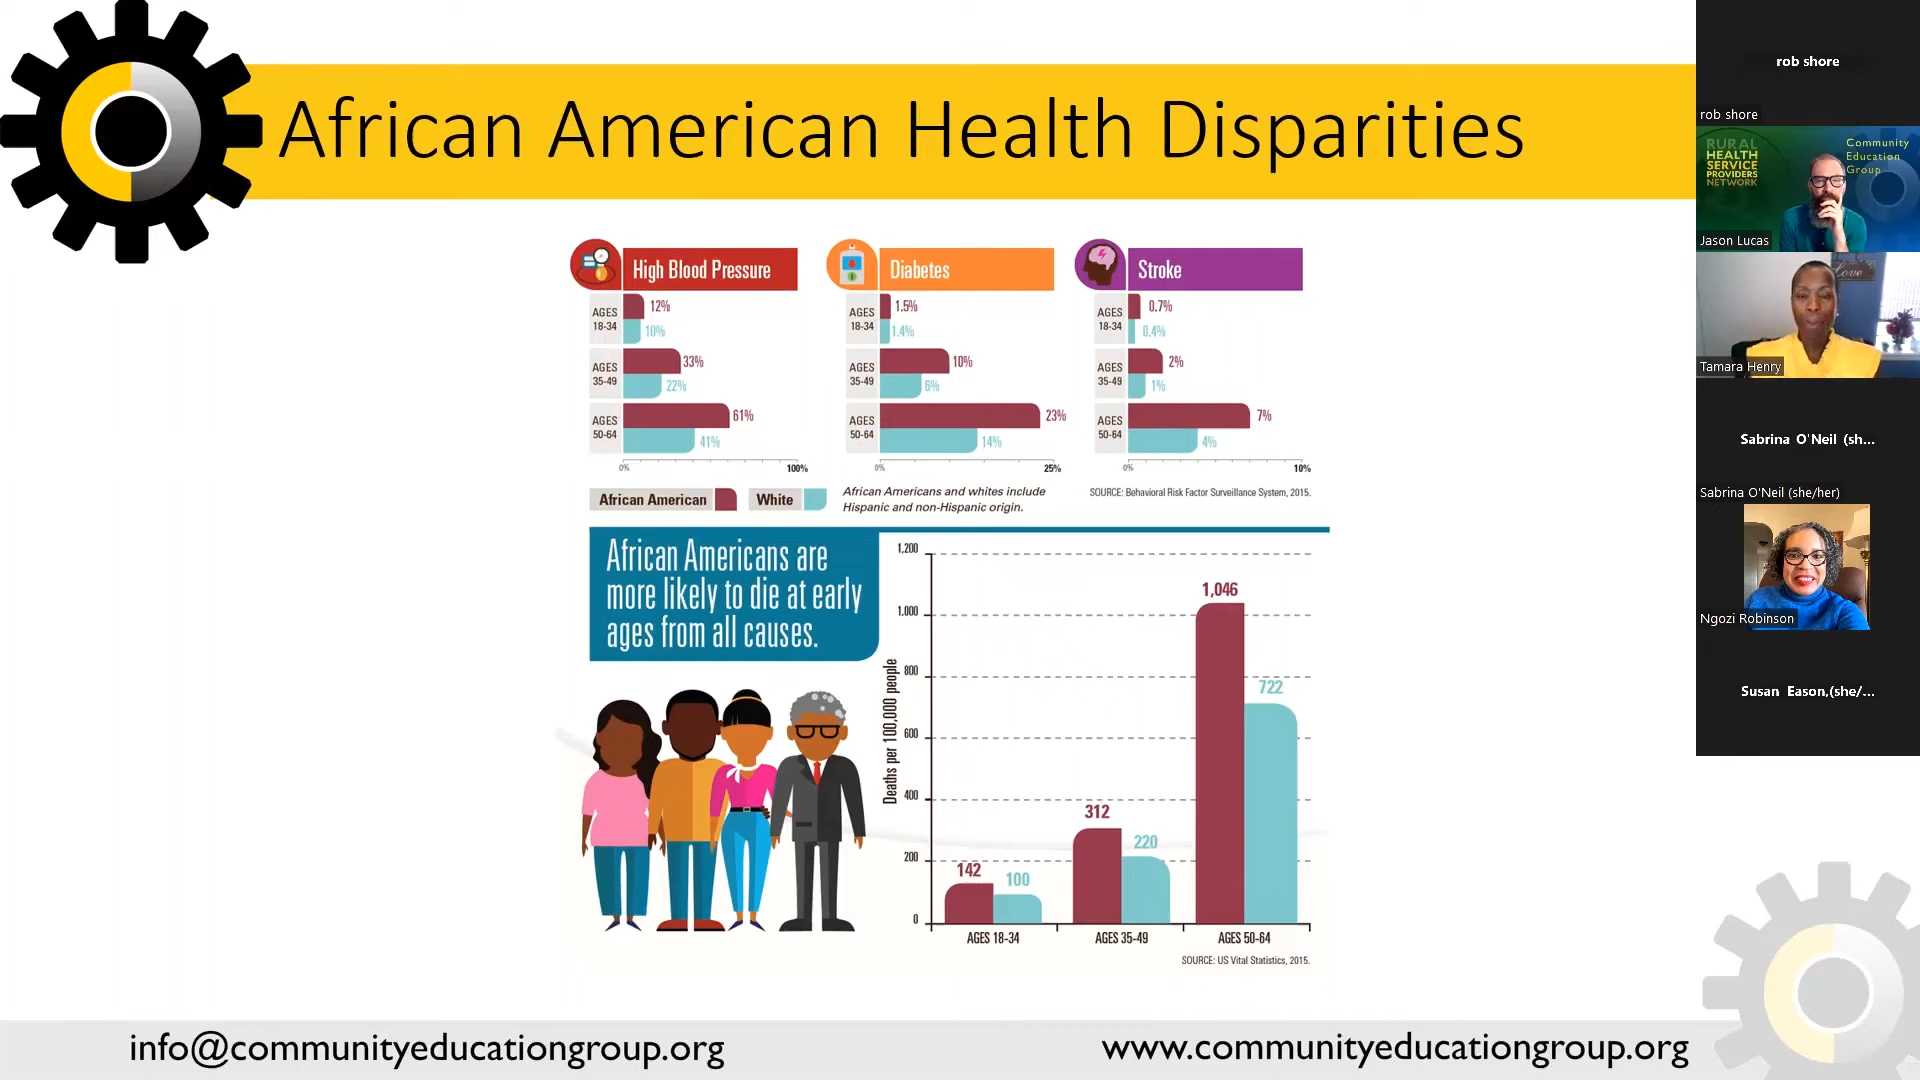 African American Health Disparities
High Blood Pressure
AGES
18-34
12%
10%
AGES
35-49
33%
22%
AGES
50-64
61%
41%
0%
100%
Diabetes
AGES
18-34
1.5%
1.4%
AGES
35-49
10%
6%
AGES
50-64
23%
14%
0%
25%
Stroke
AGES
18-34
0.7%
0.4%
AGES
35-49
2%
1%
AGES
50-64
7%
4%
0%
10%
African American
White
African Americans and whites include
Hispanic and non-Hispanic origin.
SOURCE: Behavioral Risk Factor Surveillance System, 2015.
African Americans are
more likely to die at early
ages from all causes.
Deaths per 100,000 people
1,200
1,000
800
600
400
200
0
142
100
312
220
1,046
722
AGES 18-34
AGES 35-49
AGES 50-64
SOURCE: US Vital Statistics, 2015.
info@communityeducationgroup.org
www.communityeducationgroup.org
rob shore
rob shore
RURAL
HEALTH
SERVICE
PROVIDERS
NETWORK
Community
Education
Group
Jason Lucas
Love
Tamara Henry
Sabrina O'Neil (sh...
Sabrina O'Neil (she/her)
Ngozi Robinson
Susan Eason,(she/...